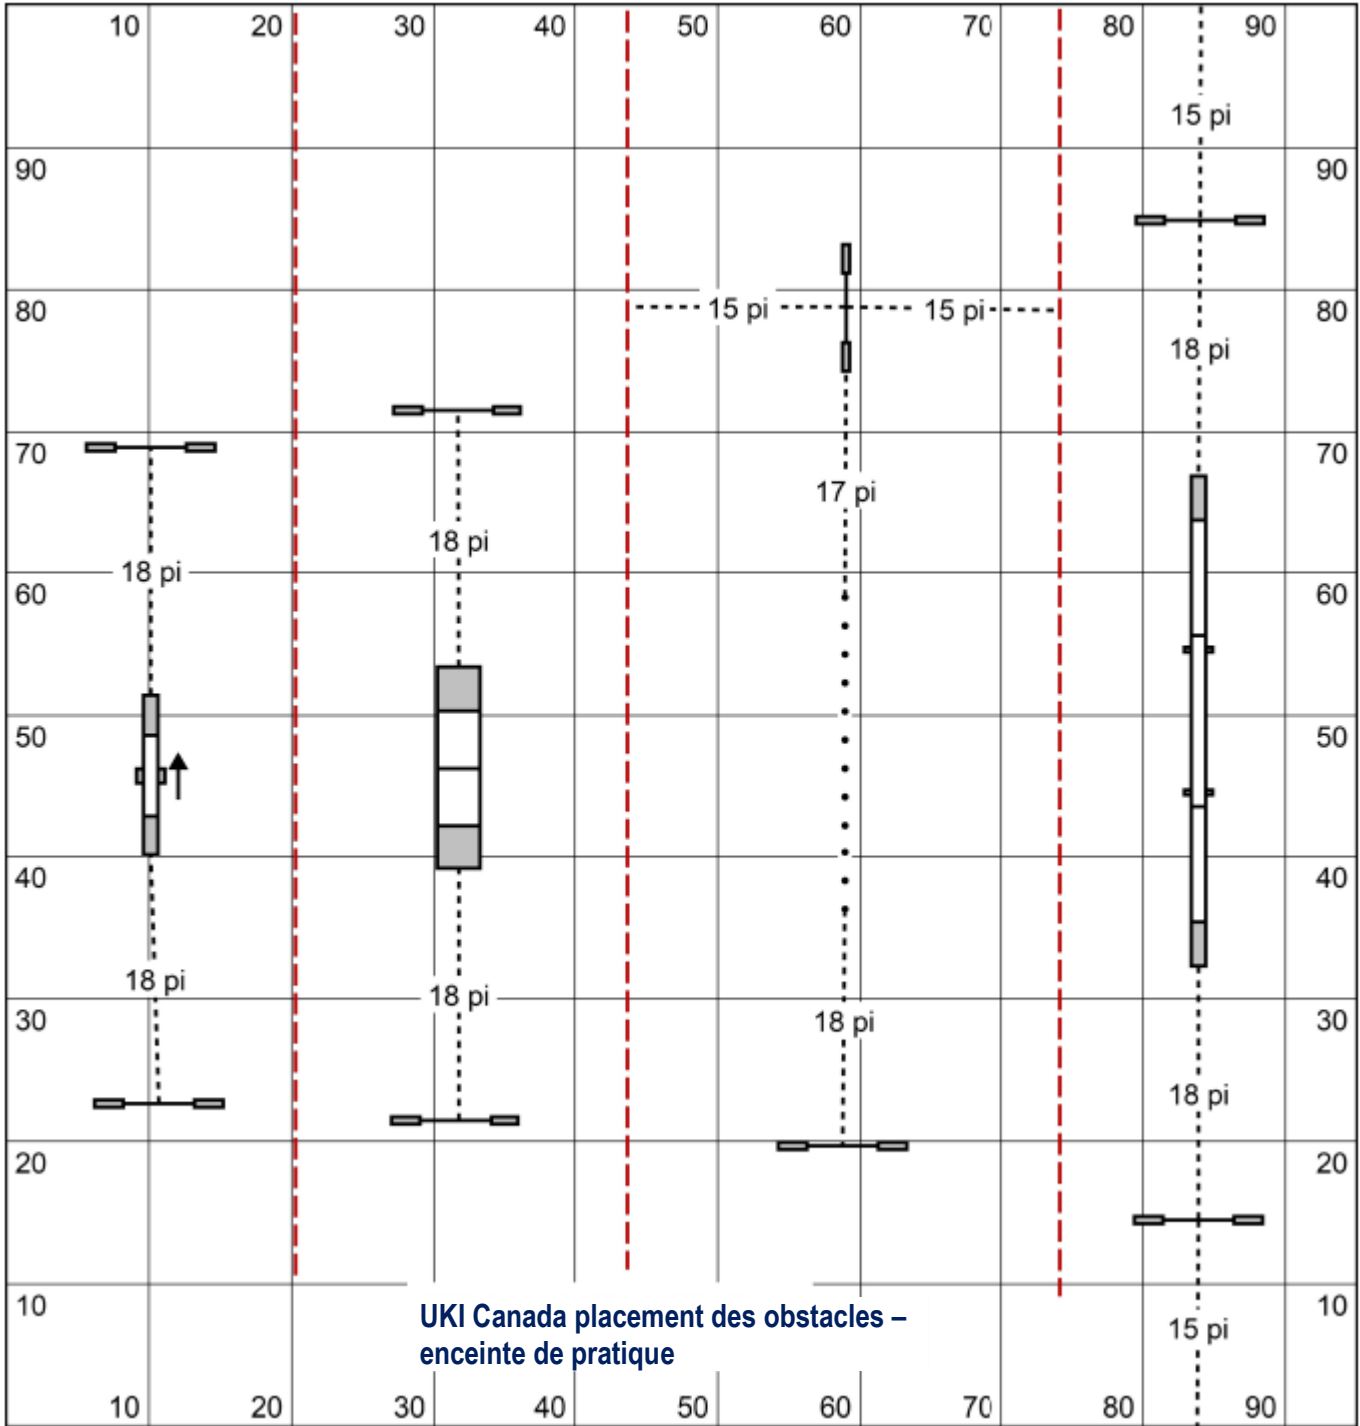 10 20 30 40 50 60 70 80 90
15 pi
90 90
80 15 pi 15 pi 80
18 pi
70 70
17 pi
18 pi
18 pi
60 60
50 50
40 40
18 pi
18 pi
30 18 pi 30
18 pi
20 20
10 10
UKI Canada placement des obstacles –
15 pi
enceinte de pratique
10 20 30 40 50 60 70 80 90